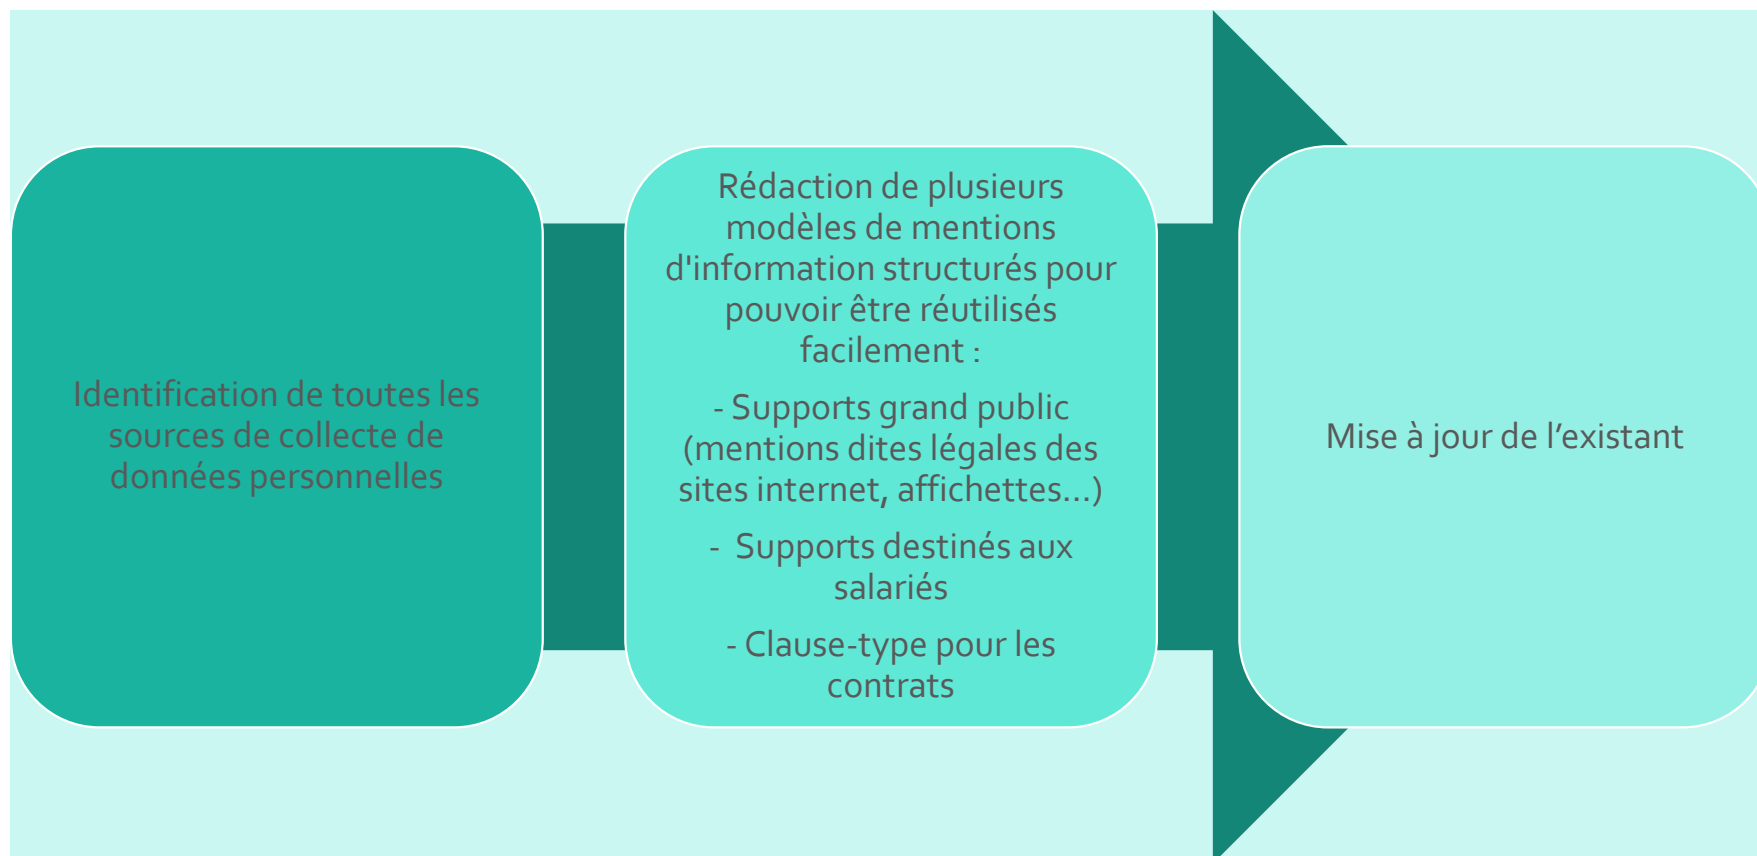 Identification de toutes les
sources de collecte de
données personnelles
Rédaction de plusieurs
modèles de mentions
d'information structurés pour
pouvoir être réutilisés
facilement :
- Supports grand public
(mentions dites légales des
sites internet, affichettes…)
- Supports destinés aux
salariés
- Clause-type pour les
contrats
Mise à jour de l’existant